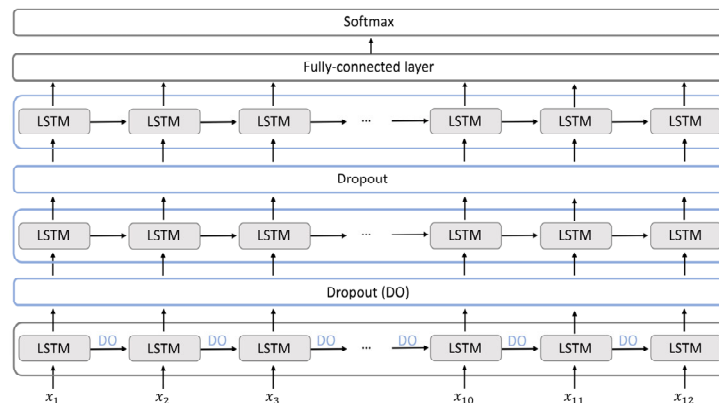 Softmax
Fully-connected layer
LSTM LSTM LSTM ... LSTM LSTM LSTM
Dropout
LSTM LSTM LSTM ... LSTM LSTM LSTM
Dropout (DO)
LSTM DO LSTM DO LSTM DO ... DO LSTM DO LSTM DO LSTM
x₁ x₂ x₃ x₁₀ x₁₁ x₁₂